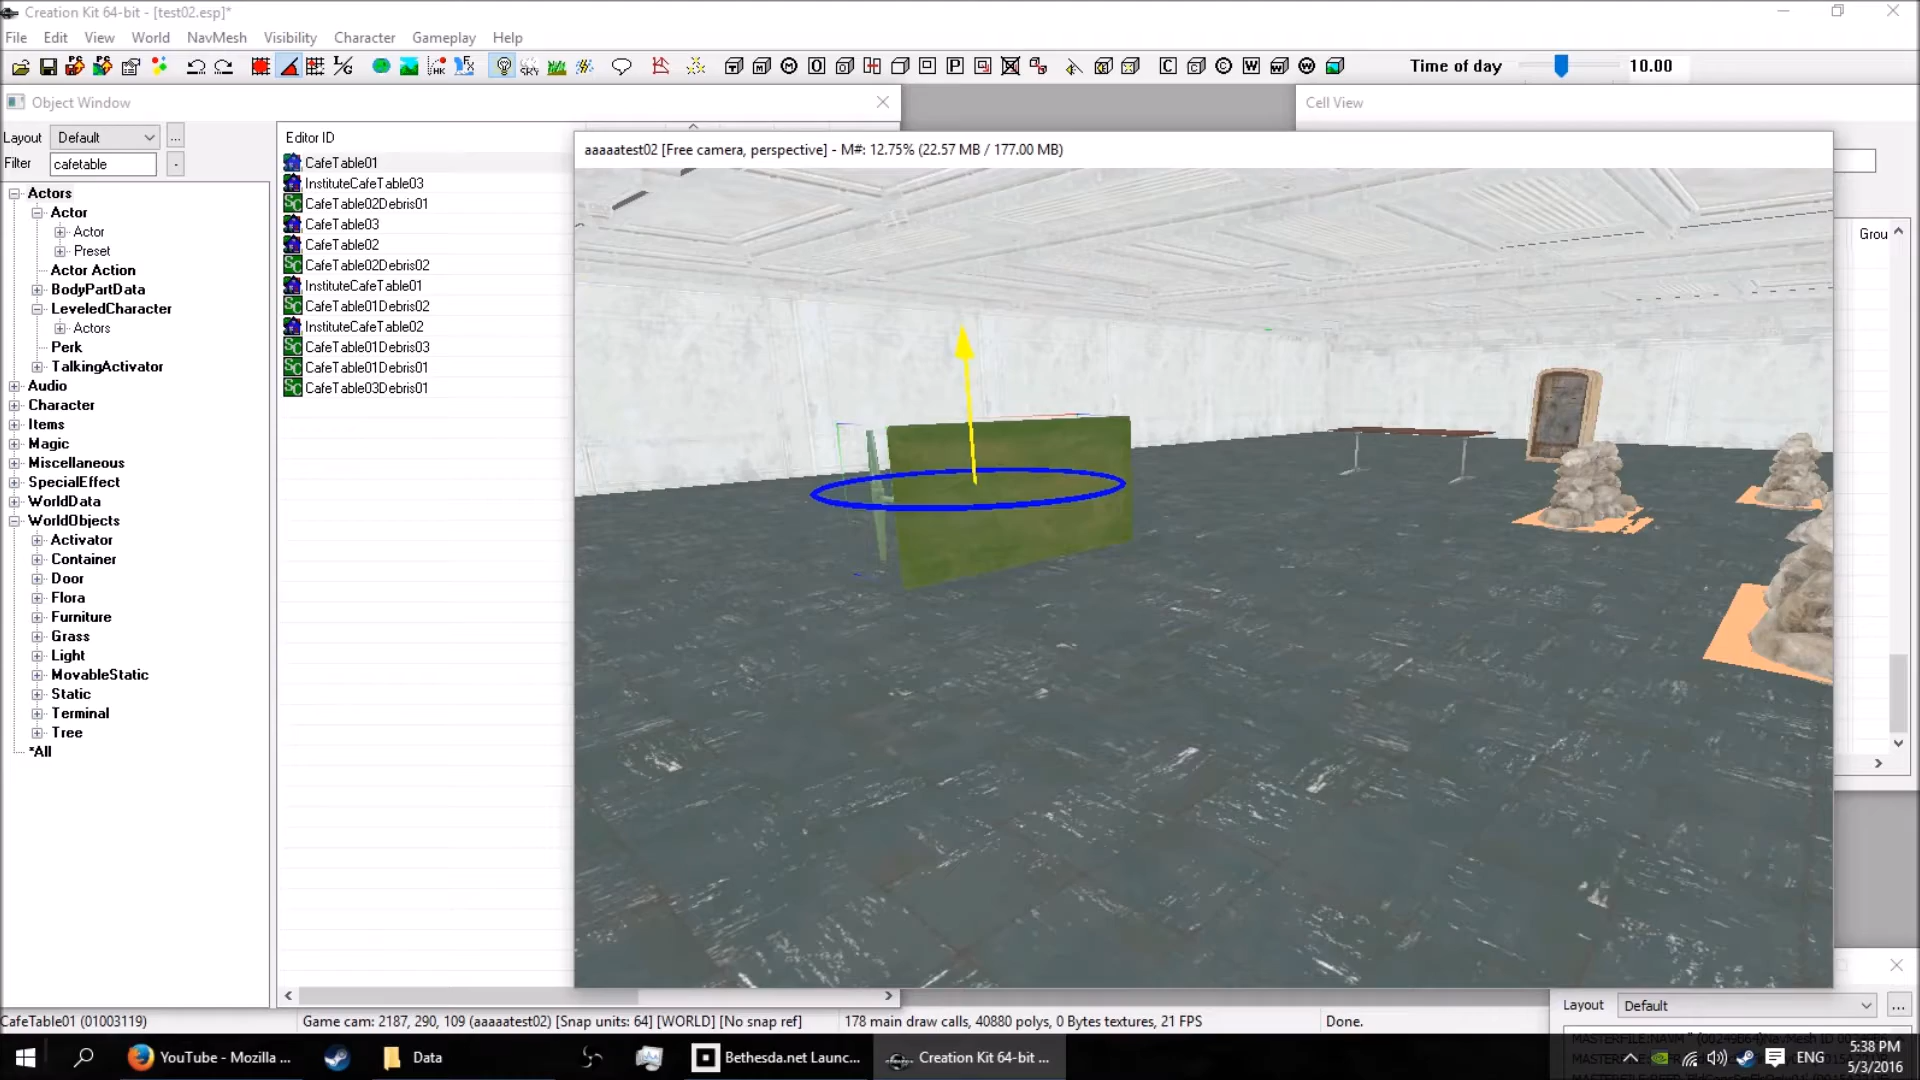 Creation Kit 64-bit - [test02.esp]*
File Edit View World NavMesh Visibility Character Gameplay Help
Time of day 10.00
Object Window
Cell View
Layout Default ...
Filter cafetable -
Editor ID
aaaaatest02 [Free camera, perspective] - M#: 12.75% (22.57 MB / 177.00 MB)
CafeTable01
InstituteCafeTable03
CafeTable02Debris01
CafeTable03
CafeTable02
CafeTable02Debris02
InstituteCafeTable01
CafeTable01Debris02
InstituteCafeTable02
CafeTable01Debris03
CafeTable01Debris01
CafeTable03Debris01
Actors
Actor
Actor
Preset
Actor Action
BodyPartData
LeveledCharacter
Actors
Perk
TalkingActivator
Audio
Character
Items
Magic
Miscellaneous
SpecialEffect
WorldData
WorldObjects
Activator
Container
Door
Flora
Furniture
Grass
Light
MovableStatic
Static
Terminal
Tree
*All
Grou
Layout Default ...
CafeTable01 (01003119)
Game cam: 2187, 290, 109 (aaaaatest02) [Snap units: 64] [WORLD] [No snap ref]
178 main draw calls, 40880 polys, 0 Bytes textures, 21 FPS
Done.
YouTube - Mozilla ...
Data
Bethesda.net Launc...
Creation Kit 64-bit ...
ENG
5:38 PM
5/3/2016